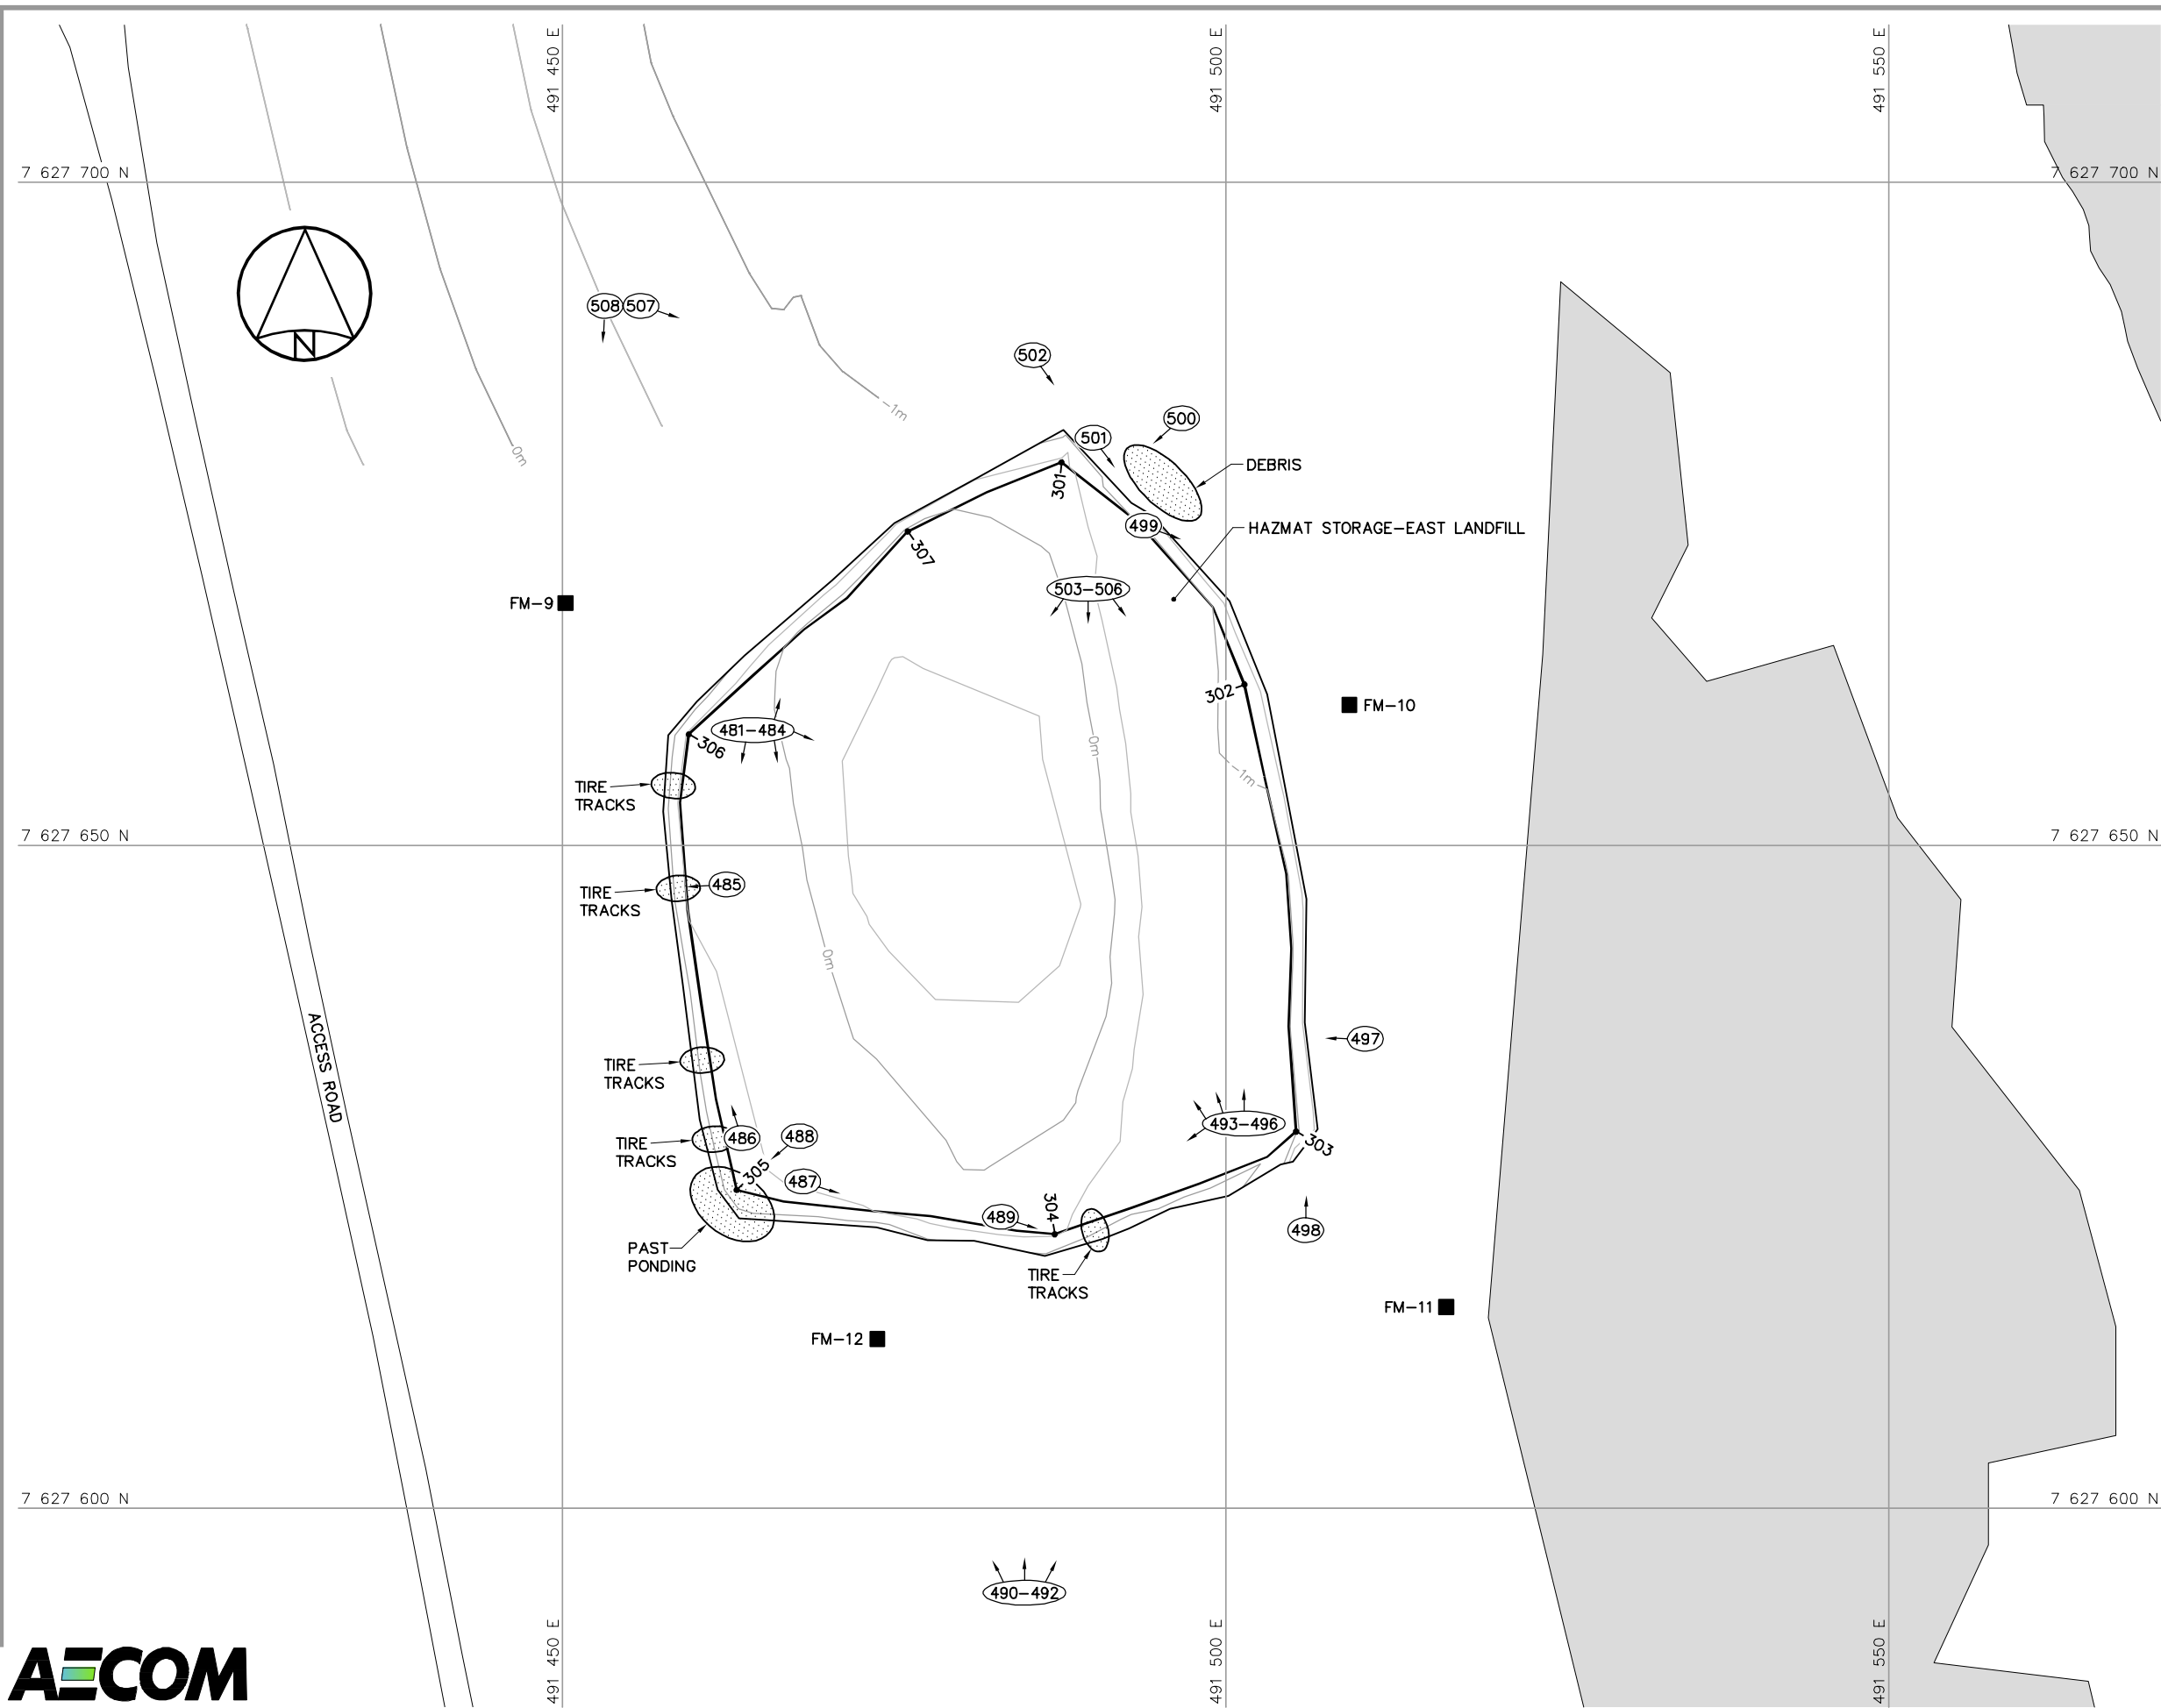 491 450 E
491 500 E
491 550 E
7 627 700 N
7 627 700 N
N
508
507
502
-1m
500
501
0m
DEBRIS
301
499
HAZMAT STORAGE-EAST LANDFILL
307
503-506
FM-9
302
FM-10
481-484
306
0m
-1m
TIRE
TRACKS
7 627 650 N
7 627 650 N
485
TIRE
TRACKS
0m
ACCESS ROAD
497
TIRE
TRACKS
493-496
486
488
303
TIRE
TRACKS
305
487
304
489
498
PAST
PONDING
TIRE
TRACKS
FM-11
FM-12
7 627 600 N
7 627 600 N
490-492
491 450 E
491 500 E
491 550 E
AECOM